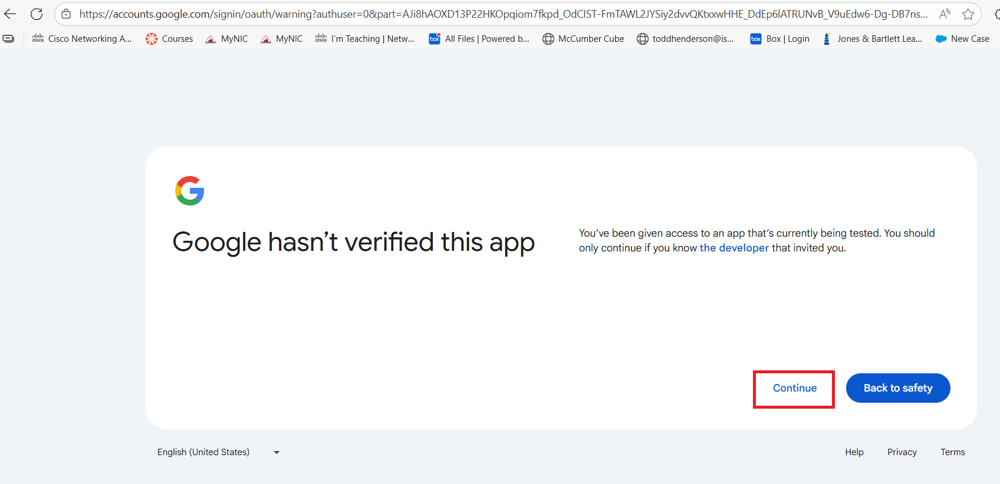 https://accounts.google.com/signin/oauth/warning?authuser=0&part=AJi8hAOXD13P22HKOpqiom7fkpd_OdCIST-FmTAWL2JYSiy2dvvQKtxxwHHE_DdEp6lATRUNvB_V9uEdw6-Dg-DB7ns...
Cisco Networking A... Courses MyNIC MyNIC I'm Teaching | Netw... box All Files | Powered b... McCumber Cube toddhenderson@is... box Box | Login Jones & Bartlett Lea... New Case
Google hasn’t verified this app
You’ve been given access to an app that’s currently being tested. You should
only continue if you know the developer that invited you.
Continue Back to safety
English (United States) Help Privacy Terms